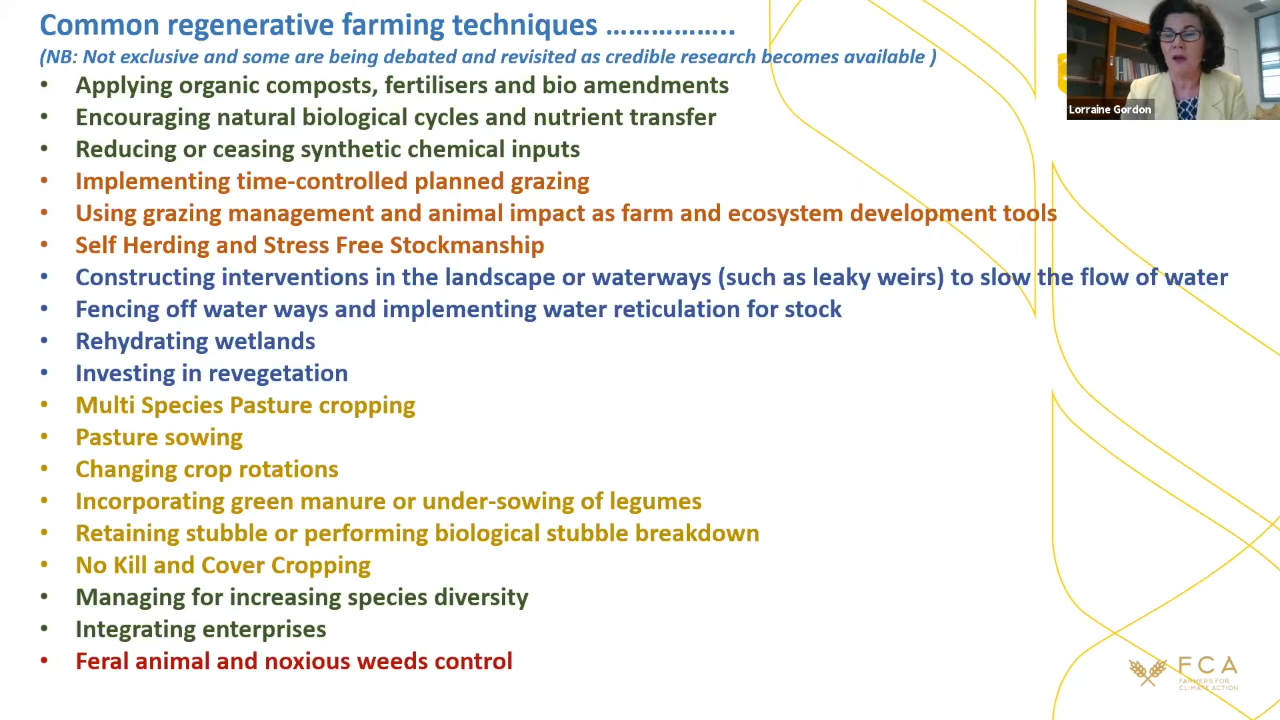 Common regenerative farming techniques ……………..
(NB: Not exclusive and some are being debated and revisited as credible research becomes available )
• Applying organic composts, fertilisers and bio amendments
• Encouraging natural biological cycles and nutrient transfer
• Reducing or ceasing synthetic chemical inputs
• Implementing time-controlled planned grazing
• Using grazing management and animal impact as farm and ecosystem development tools
• Self Herding and Stress Free Stockmanship
• Constructing interventions in the landscape or waterways (such as leaky weirs) to slow the flow of water
• Fencing off water ways and implementing water reticulation for stock
• Rehydrating wetlands
• Investing in revegetation
• Multi Species Pasture cropping
• Pasture sowing
• Changing crop rotations
• Incorporating green manure or under-sowing of legumes
• Retaining stubble or performing biological stubble breakdown
• No Kill and Cover Cropping
• Managing for increasing species diversity
• Integrating enterprises
• Feral animal and noxious weeds control
Lorraine Gordon
FCA
FARMERS FOR
CLIMATE ACTION